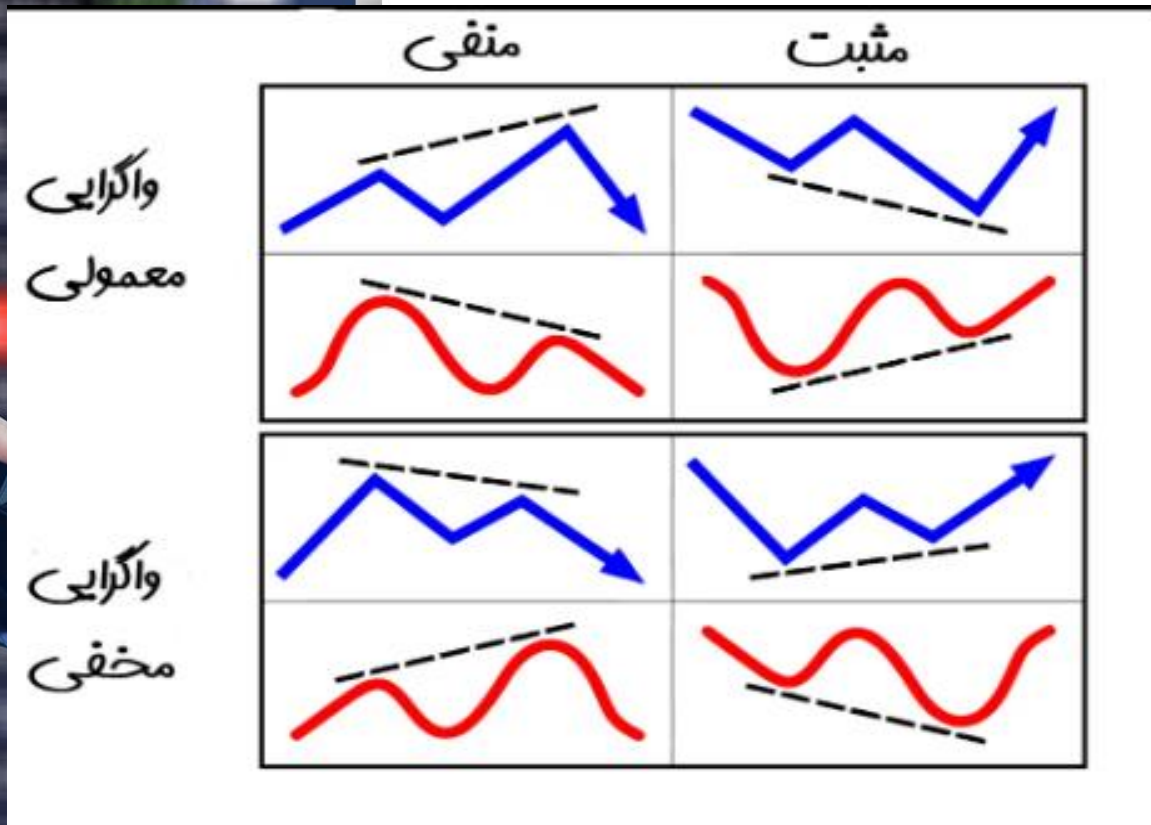 مثبت
منفی
واگرایی
معمولی
واگرایی
مخفی